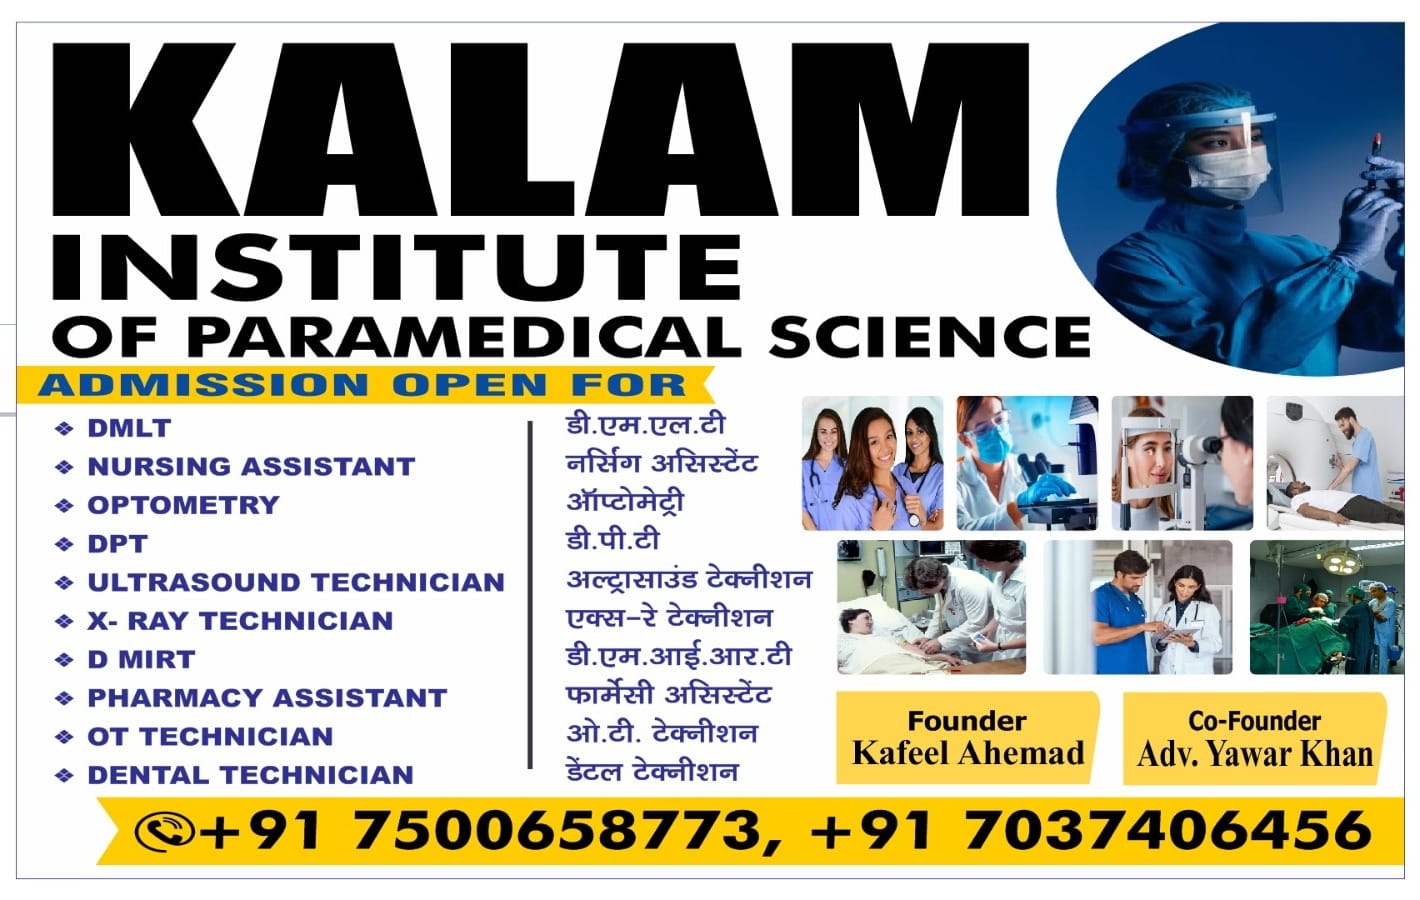 KALAM
INSTITUTE
OF PARAMEDICAL SCIENCE
ADMISSION OPEN FOR
❖ DMLT
❖ NURSING ASSISTANT
❖ OPTOMETRY
❖ DPT
❖ ULTRASOUND TECHNICIAN
❖ X- RAY TECHNICIAN
❖ D MIRT
❖ PHARMACY ASSISTANT
❖ OT TECHNICIAN
❖ DENTAL TECHNICIAN
डी.एम.एल.टी
नर्सिग असिस्टेंट
ऑप्टोमेट्री
डी.पी.टी
अल्ट्रासाउंड टेक्नीशन
एक्स-रे टेक्नीशन
डी.एम.आई.आर.टी
फार्मेसी असिस्टेंट
ओ.टी. टेक्नीशन
डेंटल टेक्नीशन
Founder
Kafeel Ahemad
Co-Founder
Adv. Yawar Khan
+91 7500658773, +91 7037406456